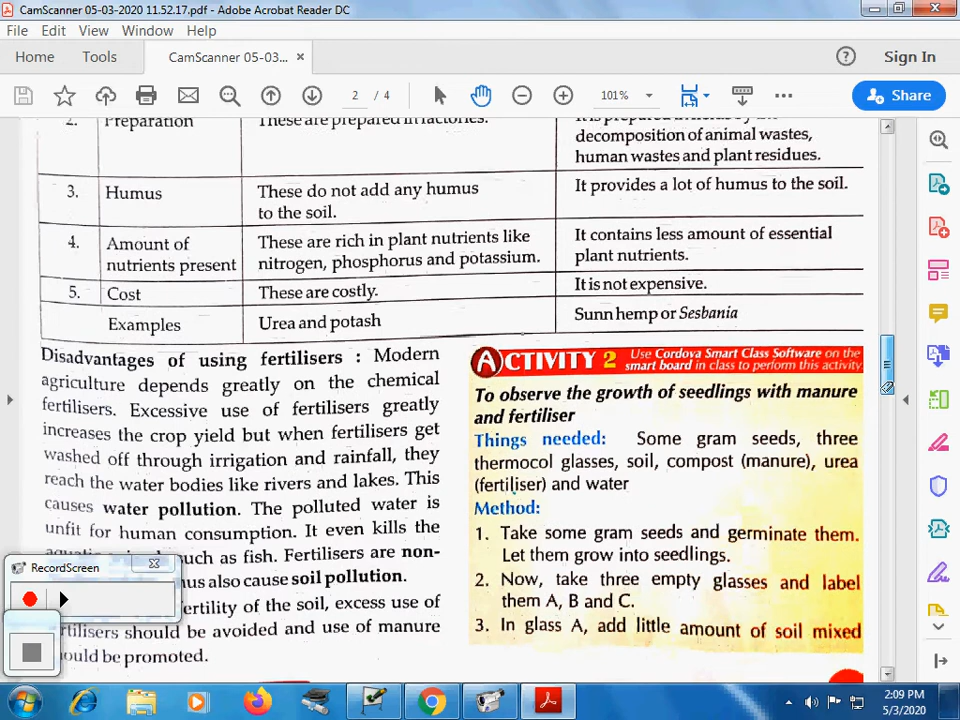 CamScanner 05-03-2020 11.52.17.pdf - Adobe Acrobat Reader DC
File Edit View Window Help
Home Tools CamScanner 05-03... × Sign In
2 / 4 101% Share
2. Preparation These are prepared in factories.
decomposition of animal wastes,
human wastes and plant residues.
3. Humus These do not add any humus
to the soil.
It provides a lot of humus to the soil.
4. Amount of
nutrients present
These are rich in plant nutrients like
nitrogen, phosphorus and potassium.
It contains less amount of essential
plant nutrients.
5. Cost These are costly. It is not expensive.
Examples Urea and potash Sunn hemp or Sesbania
Disadvantages of using fertilisers : Modern
agriculture depends greatly on the chemical
fertilisers. Excessive use of fertilisers greatly
increases the crop yield but when fertilisers get
washed off through irrigation and rainfall, they
reach the water bodies like rivers and lakes. This
causes water pollution. The polluted water is
unfit for human consumption. It even kills the
such as fish. Fertilisers are non-
us also cause soil pollution.
ertility of the soil, excess use of
rtilisers should be avoided and use of manure
ould be promoted.
ACTIVITY 2 Use Cordova Smart Class Software on the
smart board in class to perform this activity
To observe the growth of seedlings with manure
and fertiliser
Things needed: Some gram seeds, three
thermocol glasses, soil, compost (manure), urea
(fertiliser) and water
Method:
1. Take some gram seeds and germinate them.
Let them grow into seedlings.
2. Now, take three empty glasses and label
them A, B and C.
3. In glass A, add little amount of soil mixed
RecordScreen
2:09 PM
5/3/2020